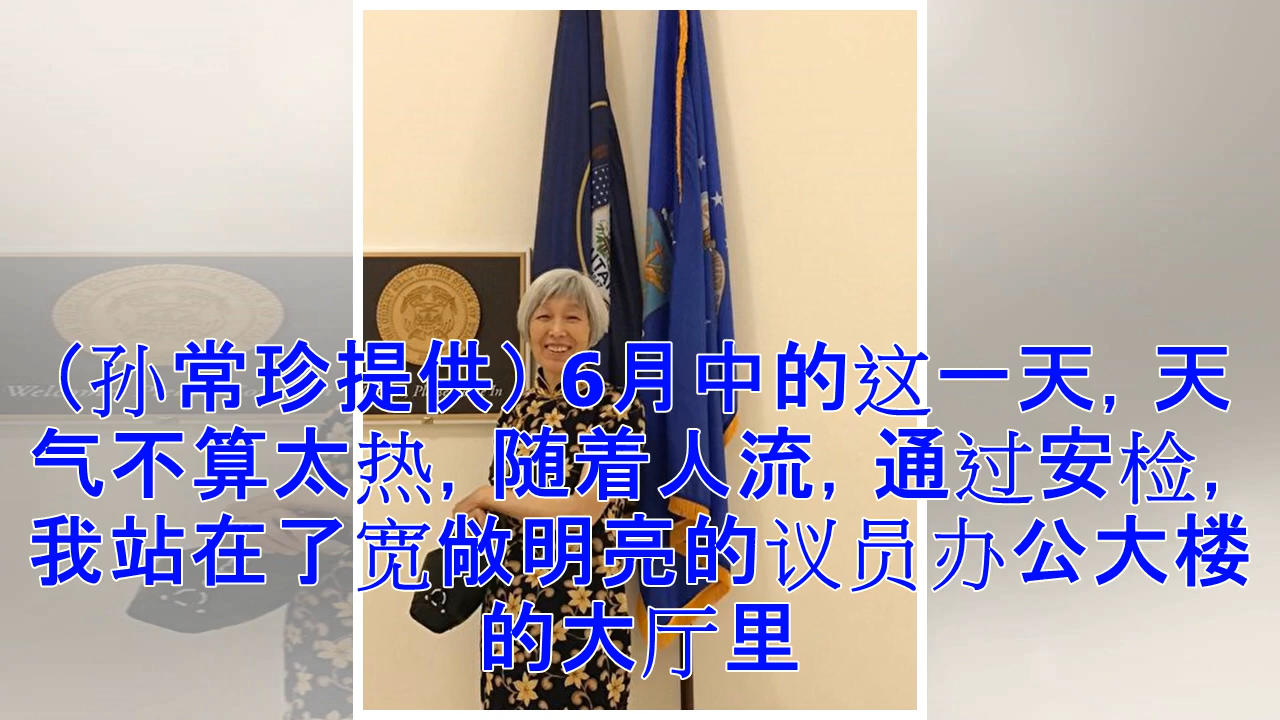 （孙常珍提供）6月中的这一天，天
气不算太热，随着人流，通过安检，
我站在了宽敞明亮的议员办公大楼
的大厅里